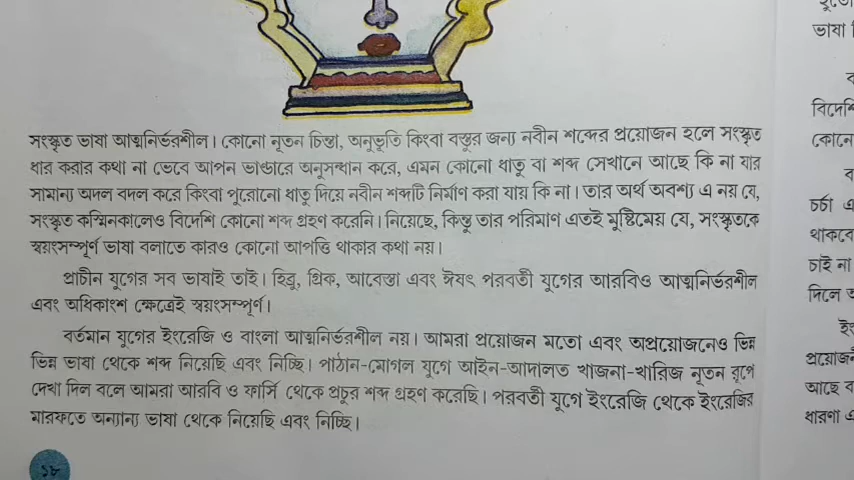 সংস্কৃত ভাষা আত্মনির্ভরশীল। কোনো নূতন চিন্তা, অনুভূতি কিংবা বস্তুর জন্য নবীন শব্দের প্রয়োজন হলে সংস্কৃত
ধার করার কথা না ভেবে আপন ভাণ্ডারে অনুসন্ধান করে, এমন কোনো ধাতু বা শব্দ সেখানে আছে কি না যার
সামান্য অদল বদল করে কিংবা পুরোনো ধাতু দিয়ে নবীন শব্দটি নির্মাণ করা যায় কি না। তার অর্থ অবশ্য এ নয় যে,
সংস্কৃত কস্মিনকালেও বিদেশি কোনো শব্দ গ্রহণ করেনি। নিয়েছে, কিন্তু তার পরিমাণ এতই মুষ্টিমেয় যে, সংস্কৃতকে
স্বয়ংসম্পূর্ণ ভাষা বলাতে কারও কোনো আপত্তি থাকার কথা নয়।
প্রাচীন যুগের সব ভাষাই তাই। হিব্রু, গ্রিক, আবেস্তা এবং ঈষৎ পরবর্তী যুগের আরবিও আত্মনির্ভরশীল
এবং অধিকাংশ ক্ষেত্রেই স্বয়ংসম্পূর্ণ।
বর্তমান যুগের ইংরেজি ও বাংলা আত্মনির্ভরশীল নয়। আমরা প্রয়োজন মতো এবং অপ্রয়োজনেও ভিন্ন
ভিন্ন ভাষা থেকে শব্দ নিয়েছি এবং নিচ্ছি। পাঠান-মোগল যুগে আইন-আদালত খাজনা-খারিজ নূতন রূপে
দেখা দিল বলে আমরা আরবি ও ফার্সি থেকে প্রচুর শব্দ গ্রহণ করেছি। পরবর্তী যুগে ইংরেজি থেকে ইংরেজির
মারফতে অন্যান্য ভাষা থেকে নিয়েছি এবং নিচ্ছি।
১৮
ভাষা
বিদেশি
কোনো
চর্চা এ
থাকবে
চাই না
দিলে
প্রয়োজন
আছে ব
ধারণা এ